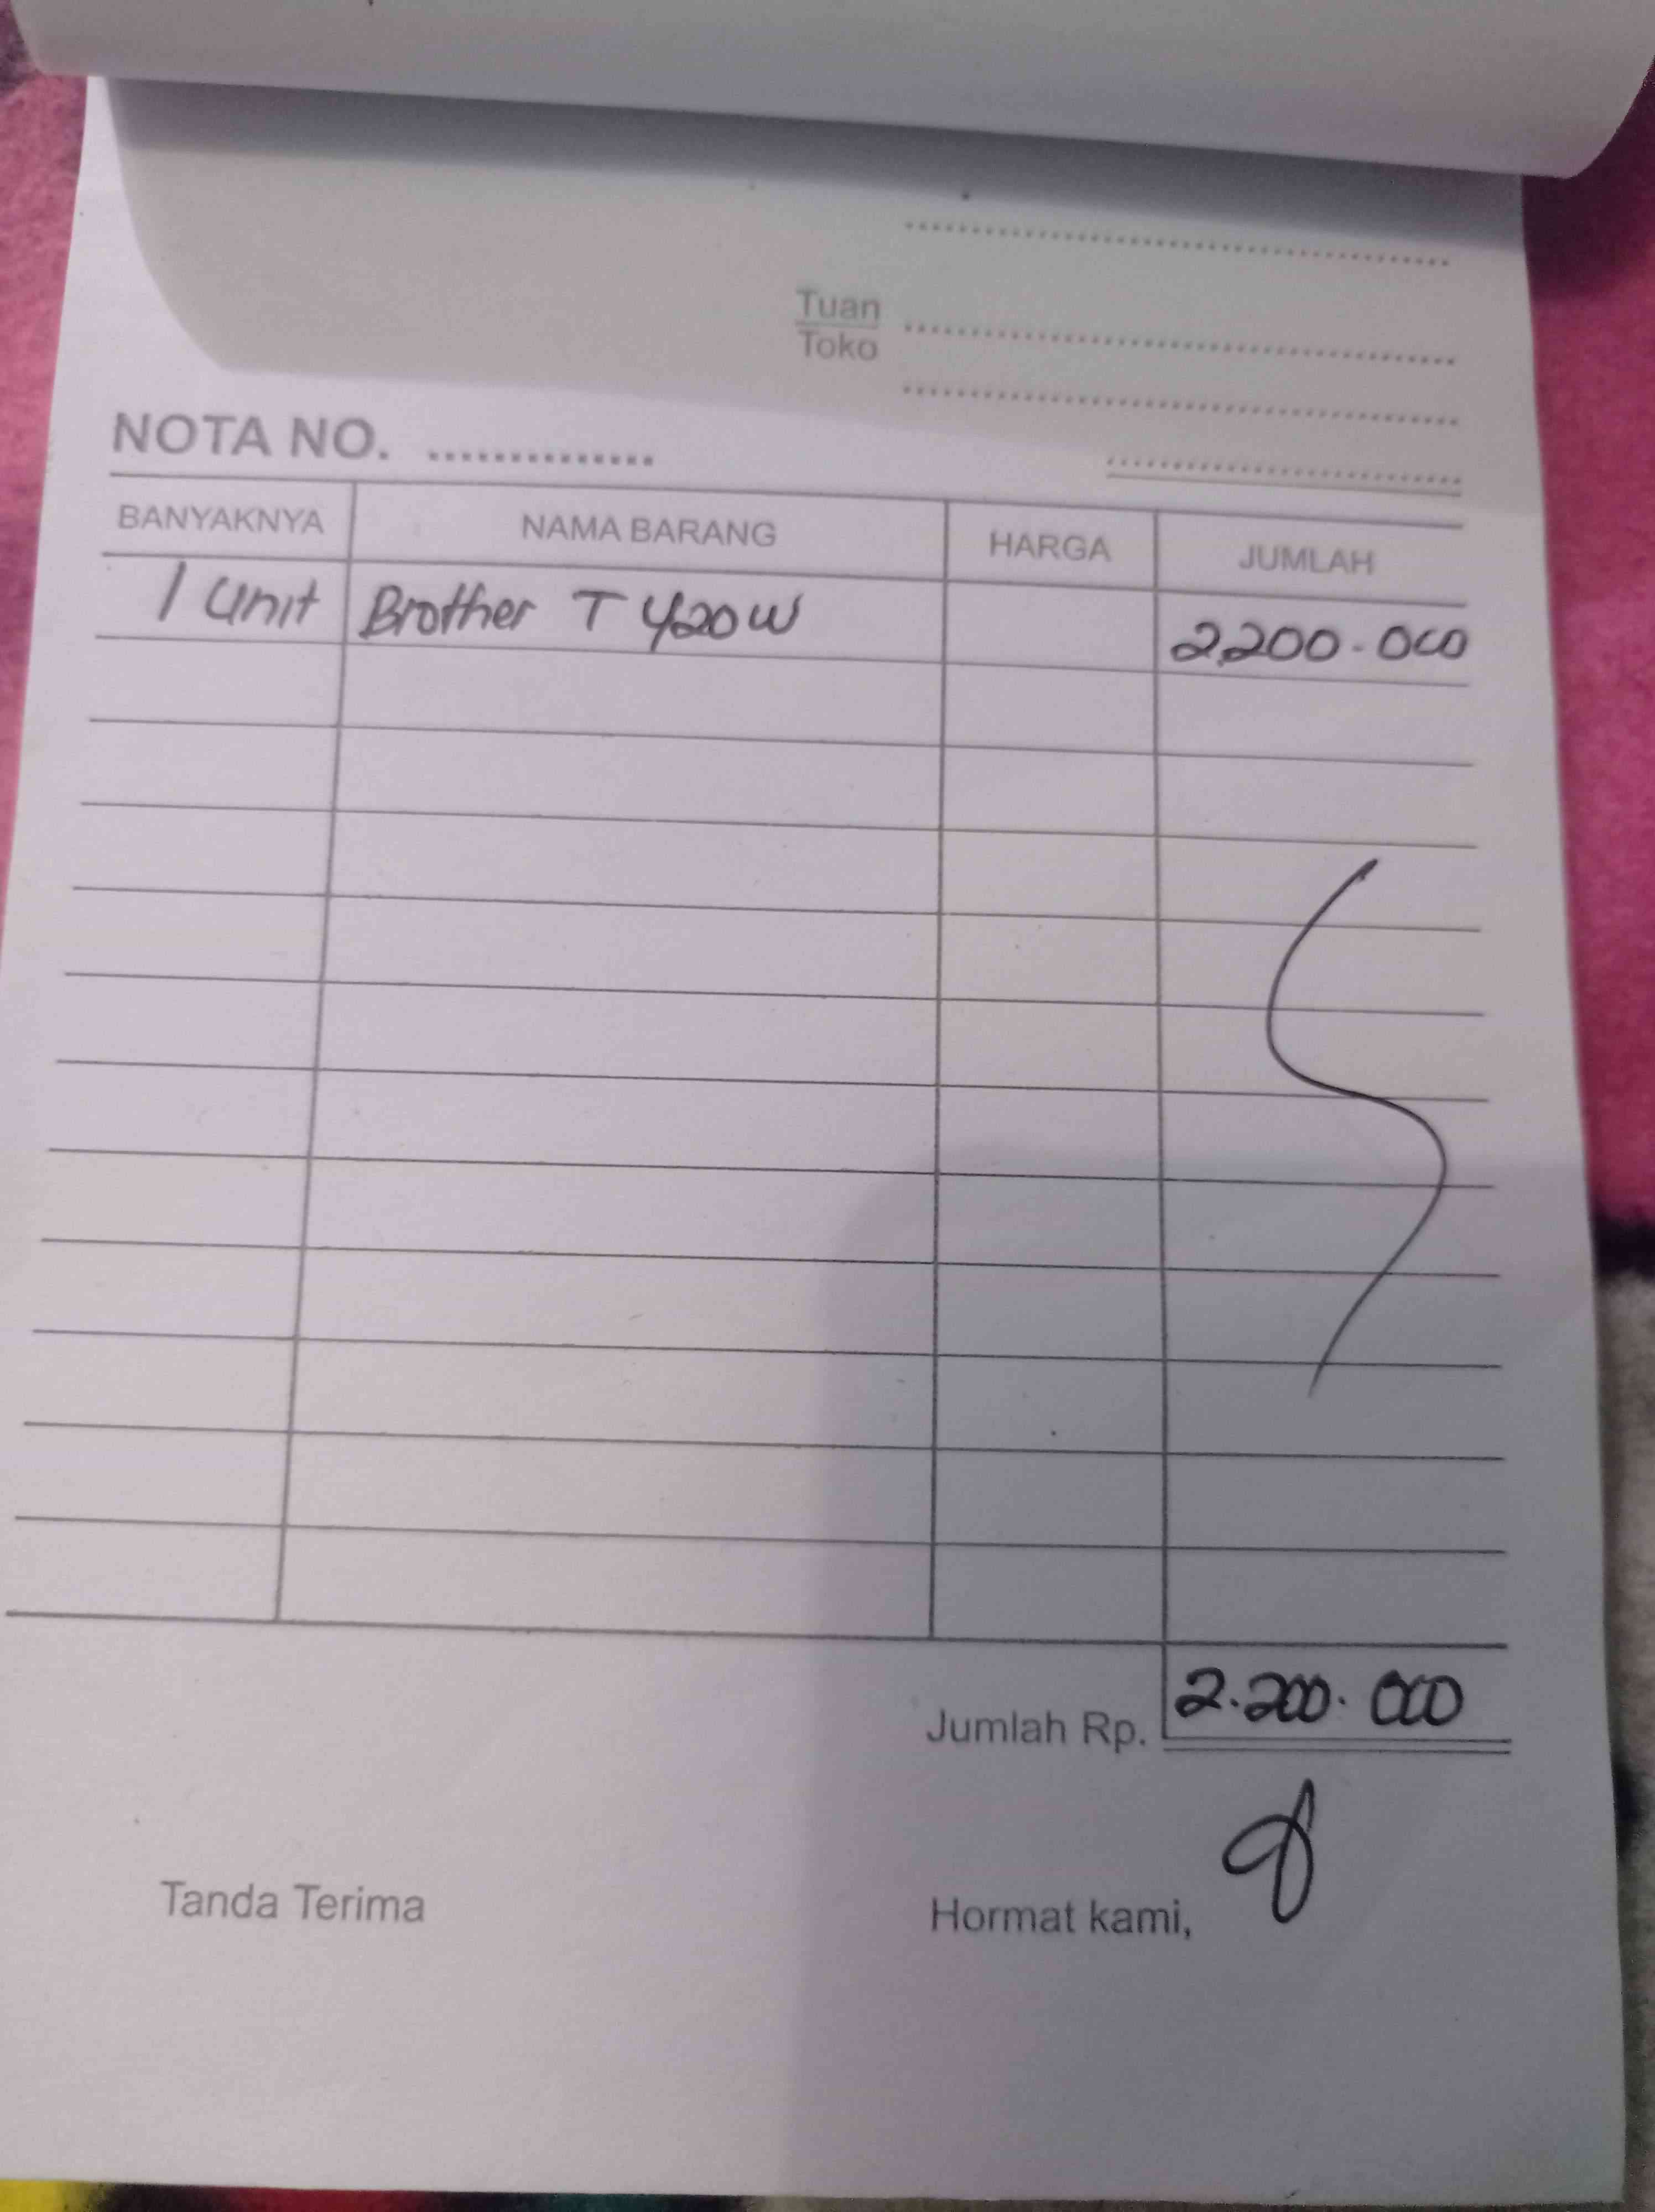 Tuan
Toko
NOTA NO. ..............
BANYAKNYA NAMA BARANG HARGA JUMLAH
1 Unit Brother T 420W 2.200.000
Jumlah Rp. 2.200.000
Tanda Terima Hormat kami,